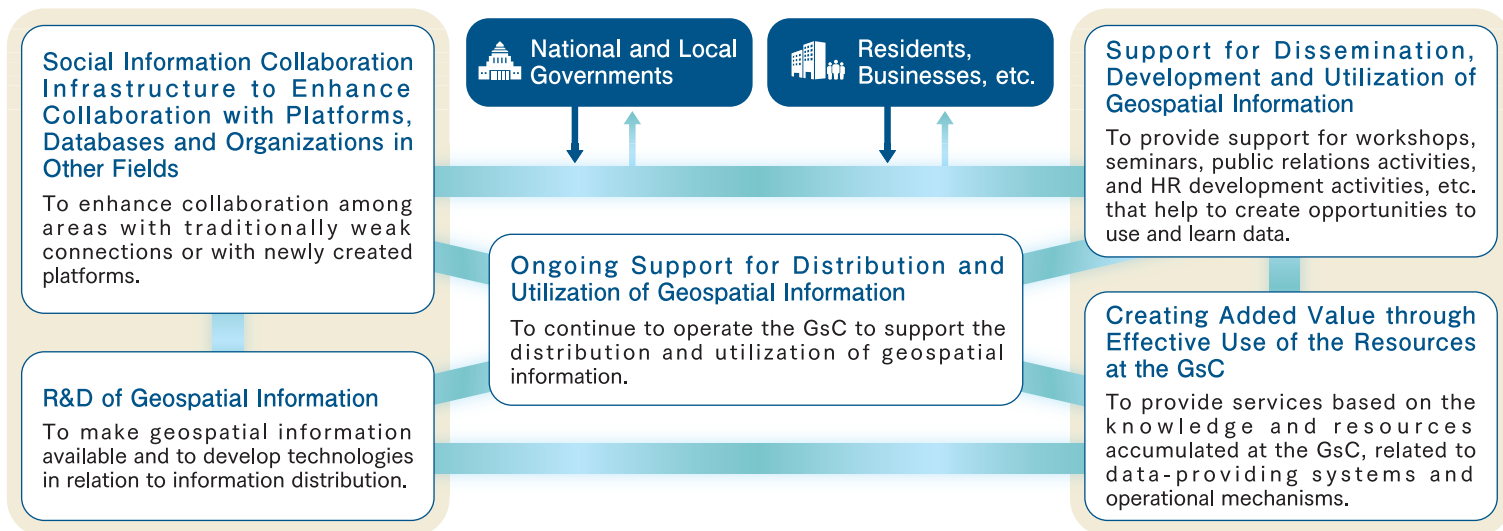 Social Information Collaboration
Infrastructure to Enhance
Collaboration with Platforms,
Databases and Organizations in
Other Fields
To enhance collaboration among
areas with traditionally weak
connections or with newly created
platforms.
National and Local
Governments
Residents,
Businesses, etc.
Support for Dissemination,
Development and Utilization of
Geospatial Information
To provide support for workshops,
seminars, public relations activities,
and HR development activities, etc.
that help to create opportunities to
use and learn data.
Ongoing Support for Distribution and
Utilization of Geospatial Information
To continue to operate the GsC to support the
distribution and utilization of geospatial
information.
R&D of Geospatial Information
To make geospatial information
available and to develop technologies
in relation to information distribution.
Creating Added Value through
Effective Use of the Resources
at the GsC
To provide services based on the
knowledge and resources
accumulated at the GsC, related to
data-providing systems and
operational mechanisms.